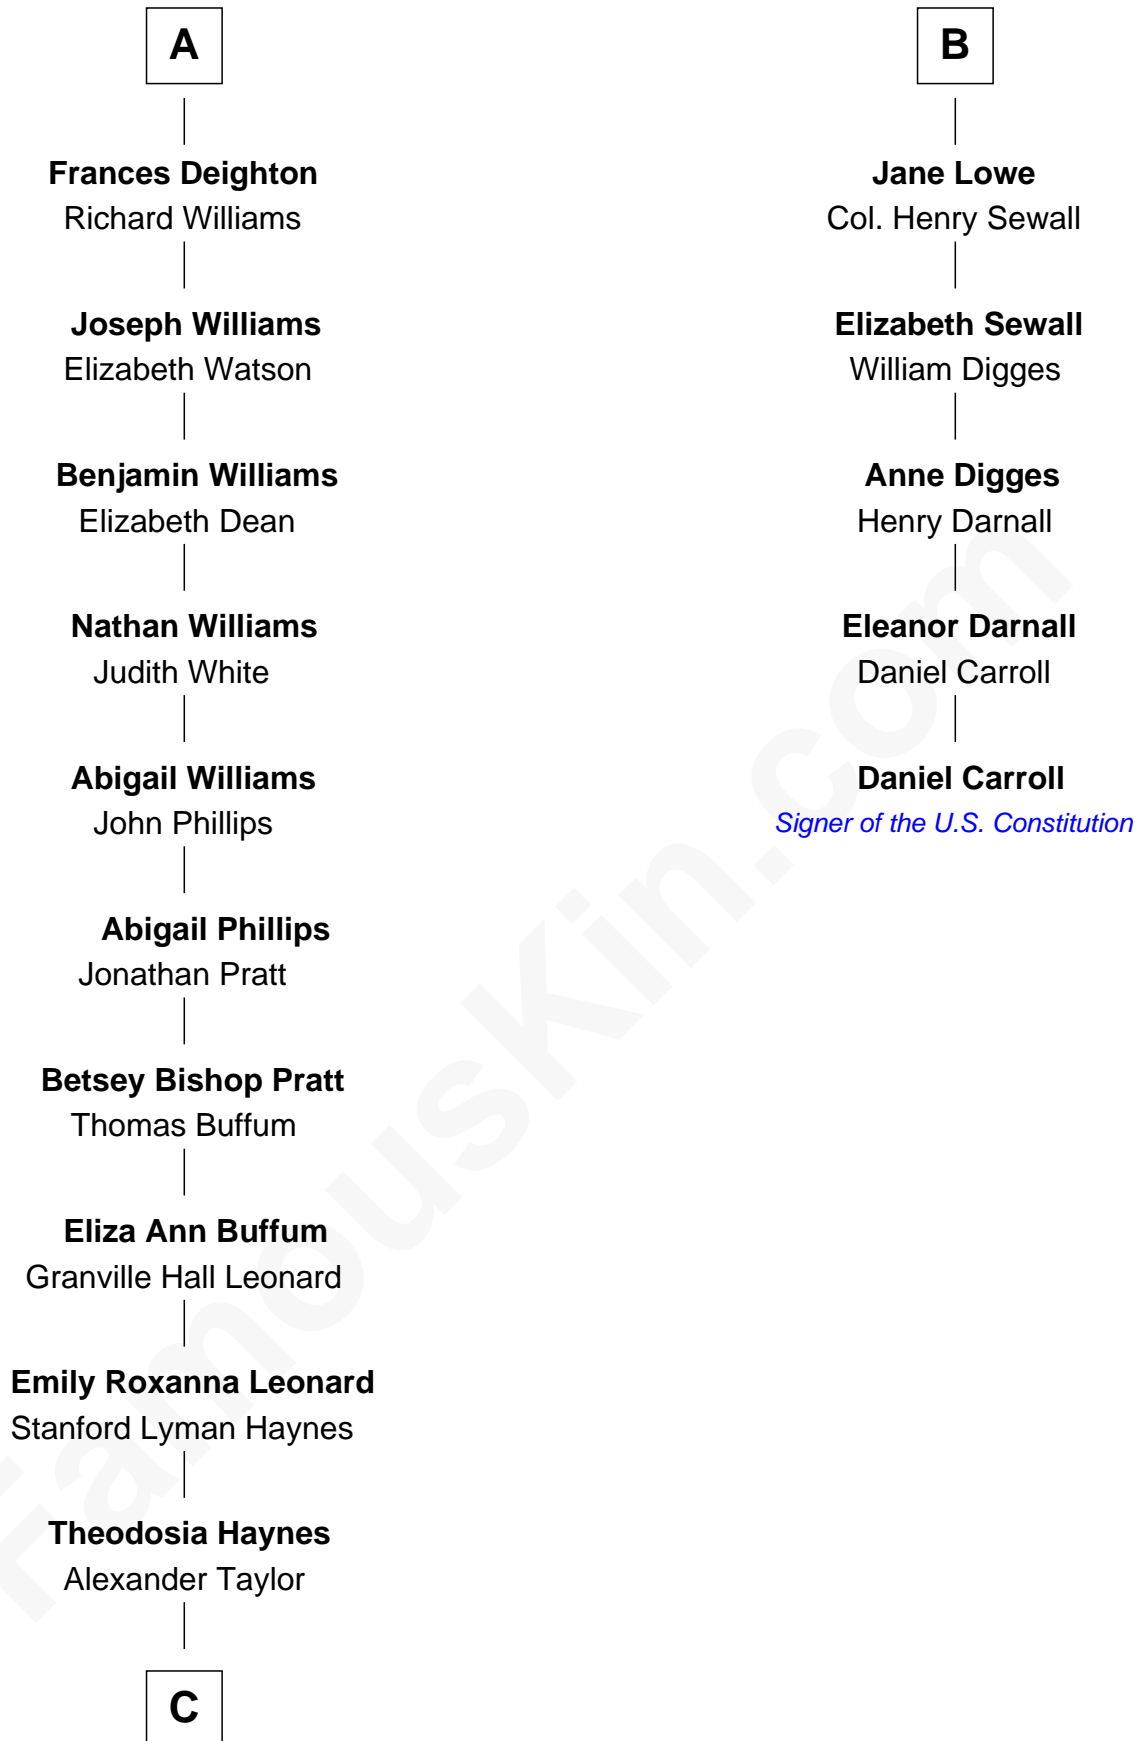 A
Frances Deighton
Richard Williams
Joseph Williams
Elizabeth Watson
Benjamin Williams
Elizabeth Dean
Nathan Williams
Judith White
Abigail Williams
John Phillips
Abigail Phillips
Jonathan Pratt
Betsey Bishop Pratt
Thomas Buffum
Eliza Ann Buffum
Granville Hall Leonard
Emily Roxanna Leonard
Stanford Lyman Haynes
Theodosia Haynes
Alexander Taylor
C
B
Jane Lowe
Col. Henry Sewall
Elizabeth Sewall
William Digges
Anne Digges
Henry Darnall
Eleanor Darnall
Daniel Carroll
Daniel Carroll
Signer of the U.S. Constitution
FamousKin.com